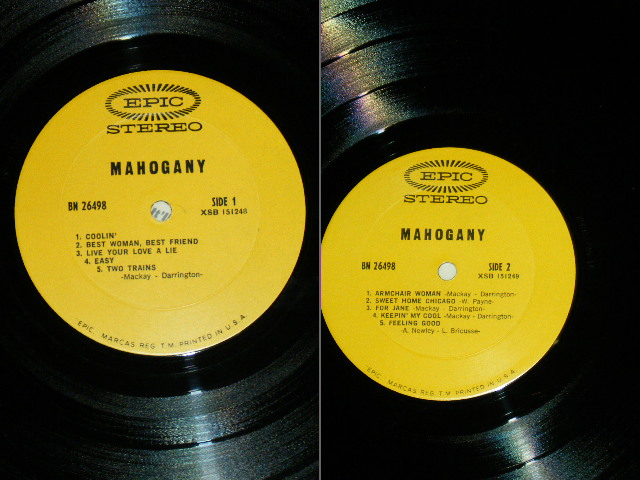 EPIC
STEREO
MAHOGANY
BN 26498 SIDE 1
XSB 151248
1. COOLIN'
2. BEST WOMAN, BEST FRIEND
3. LIVE YOUR LOVE A LIE
4. EASY
5. TWO TRAINS
-Mackay - Darrington-
EPIC, MARCAS REG. T.M. PRINTED IN U.S.A.
EPIC
STEREO
MAHOGANY
BN 26498 SIDE 2
XSB 151249
1. ARMCHAIR WOMAN -Mackay - Darrington-
2. SWEET HOME CHICAGO -W. Payne-
3. FOR JANE -Mackay - Darrington-
4. KEEPIN' MY COOL -Mackay - Darrington-
5. FEELING GOOD
-A. Newley - L. Bricusse-
EPIC, MARCAS REG. T.M. PRINTED IN U.S.A.